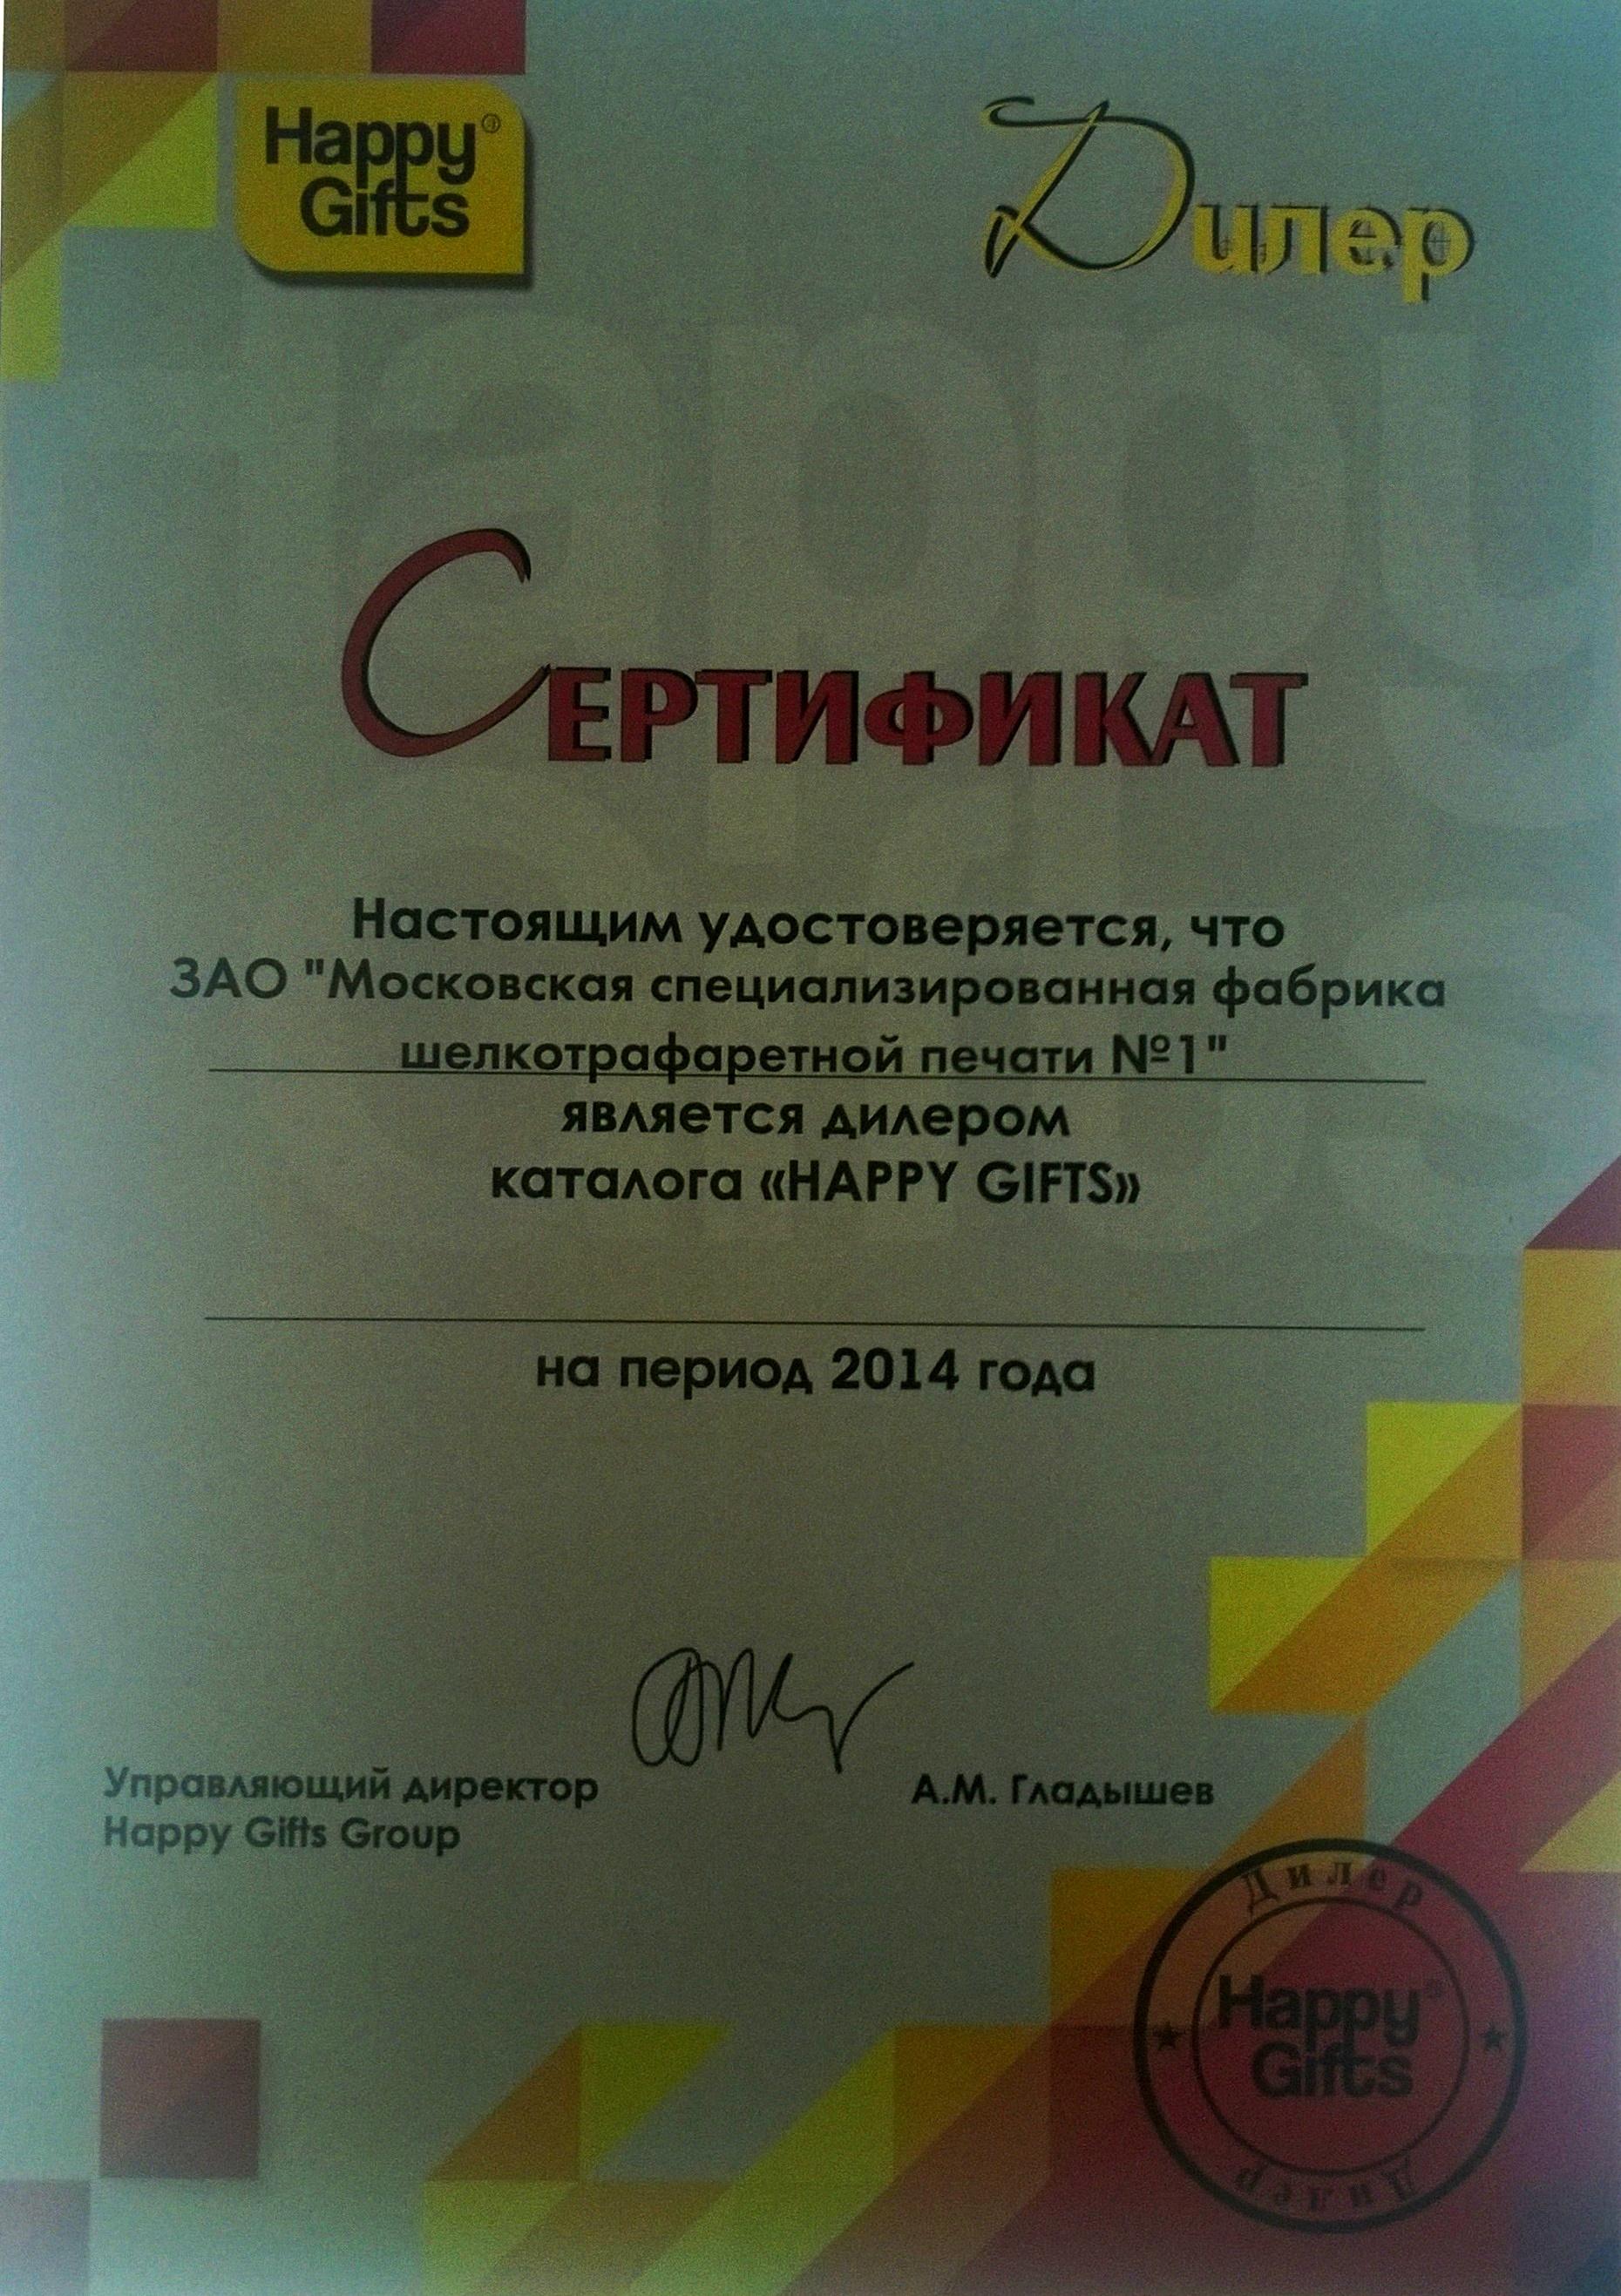 Happy®
Gifts
Дилер
Сертификат
Настоящим удостоверяется, что
ЗАО "Московская специализированная фабрика
шелкотрафаретной печати №1"
является дилером
каталога «HAPPY GIFTS»
на период 2014 года
Управляющий директор
Happy Gifts Group
А.М. Гладышев
Дилер
Happy®
Gifts
Дилер